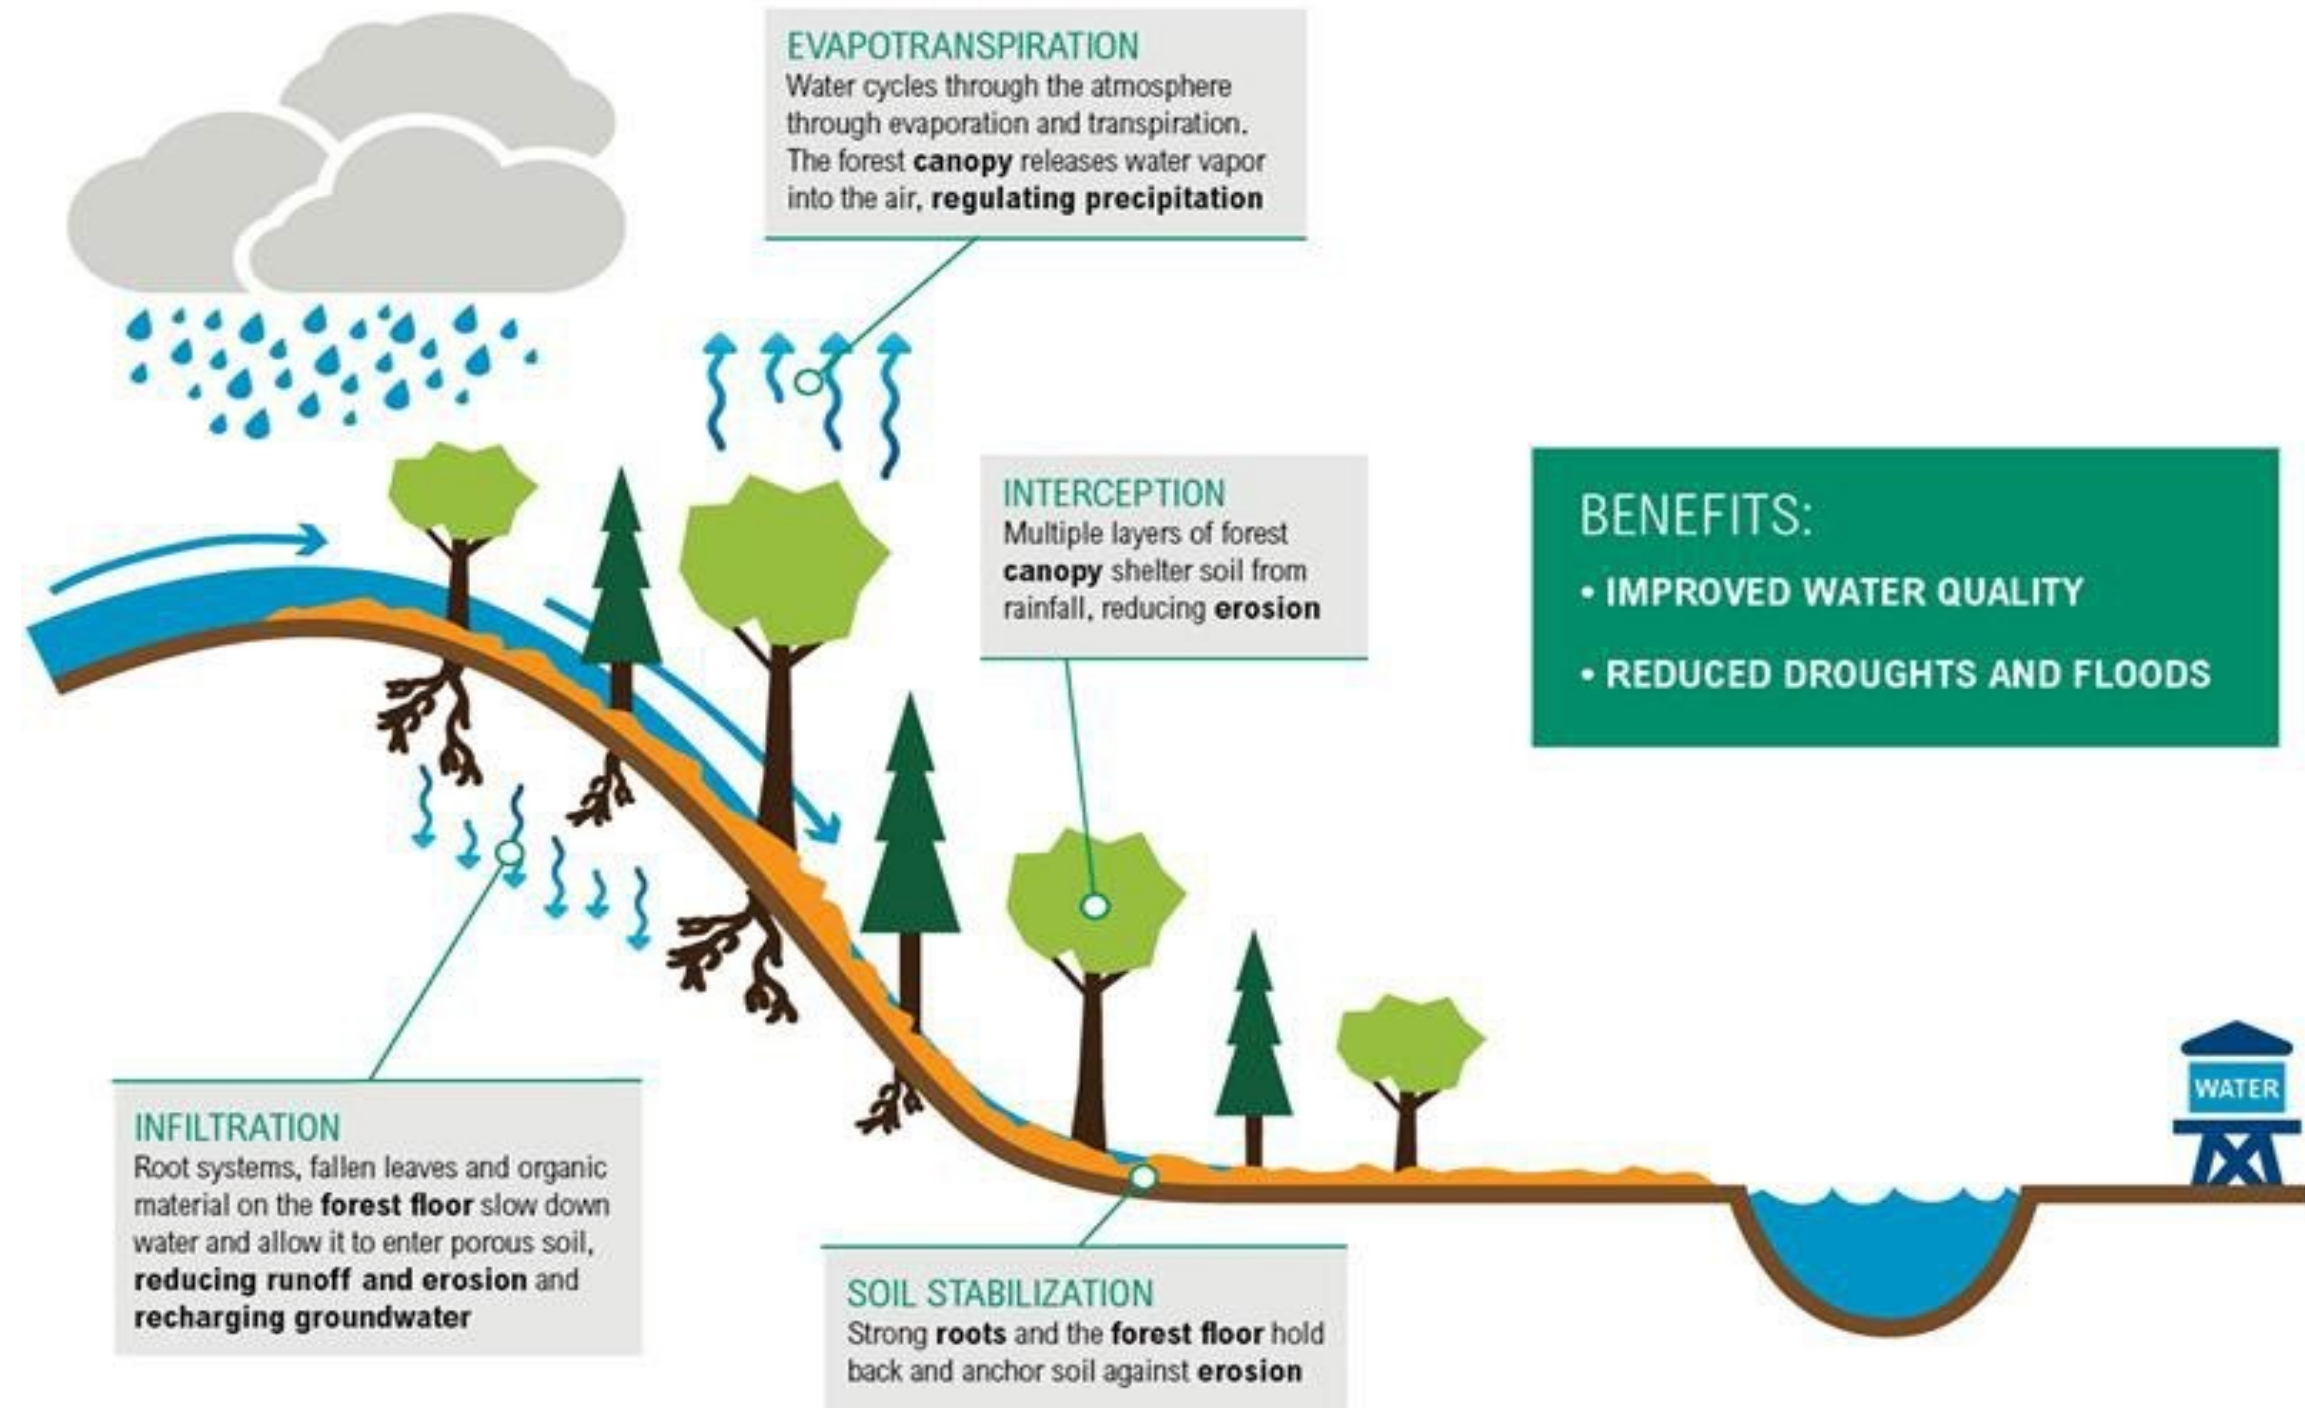 EVAPOTRANSPIRATION
Water cycles through the atmosphere
through evaporation and transpiration.
The forest canopy releases water vapor
into the air, regulating precipitation
INTERCEPTION
Multiple layers of forest
canopy shelter soil from
rainfall, reducing erosion
BENEFITS:
• IMPROVED WATER QUALITY
• REDUCED DROUGHTS AND FLOODS
WATER
INFILTRATION
Root systems, fallen leaves and organic
material on the forest floor slow down
water and allow it to enter porous soil,
reducing runoff and erosion and
recharging groundwater
SOIL STABILIZATION
Strong roots and the forest floor hold
back and anchor soil against erosion